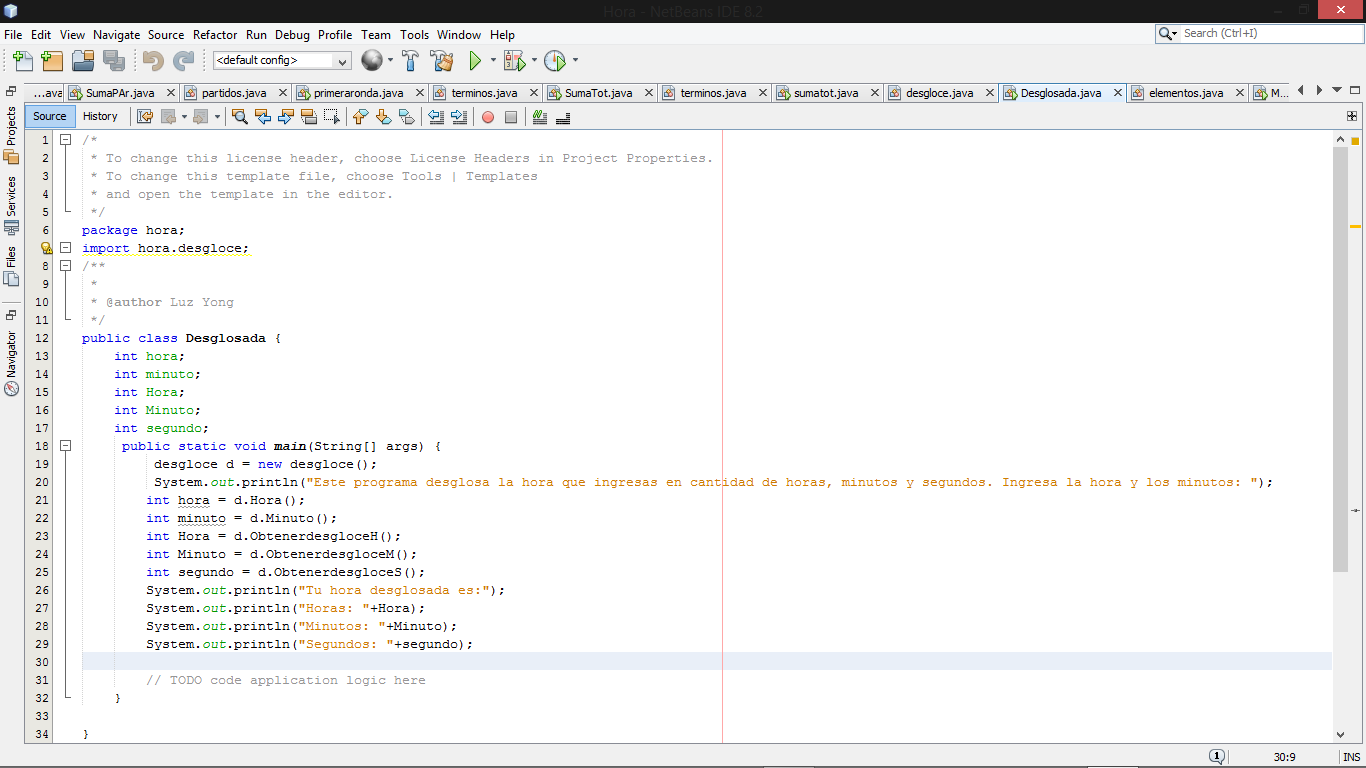 Hora - NetBeans IDE 8.2
File Edit View Navigate Source Refactor Run Debug Profile Team Tools Window Help
Search (Ctrl+I)
<default config>
...ava SumaPAr.java partidos.java primeraronda.java terminos.java SumaTot.java terminos.java sumatot.java desgloce.java Desglosada.java elementos.java M...
Source History
Projects
Services
Files
Navigator
1 /*
2 * To change this license header, choose License Headers in Project Properties.
3 * To change this template file, choose Tools | Templates
4 * and open the template in the editor.
5 */
6 package hora;
import hora.desgloce;
8 /**
9 *
10 * @author Luz Yong
11 */
12 public class Desglosada {
13 int hora;
14 int minuto;
15 int Hora;
16 int Minuto;
17 int segundo;
18 public static void main(String[] args) {
19 desgloce d = new desgloce();
20 System.out.println("Este programa desglosa la hora que ingresas en cantidad de horas, minutos y segundos. Ingresa la hora y los minutos: ");
21 int hora = d.Hora();
22 int minuto = d.Minuto();
23 int Hora = d.ObtenerdesgloceH();
24 int Minuto = d.ObtenerdesgloceM();
25 int segundo = d.ObtenerdesgloceS();
26 System.out.println("Tu hora desglosada es:");
27 System.out.println("Horas: "+Hora);
28 System.out.println("Minutos: "+Minuto);
29 System.out.println("Segundos: "+segundo);
30
31 // TODO code application logic here
32 }
33
34 }
1 30:9 INS